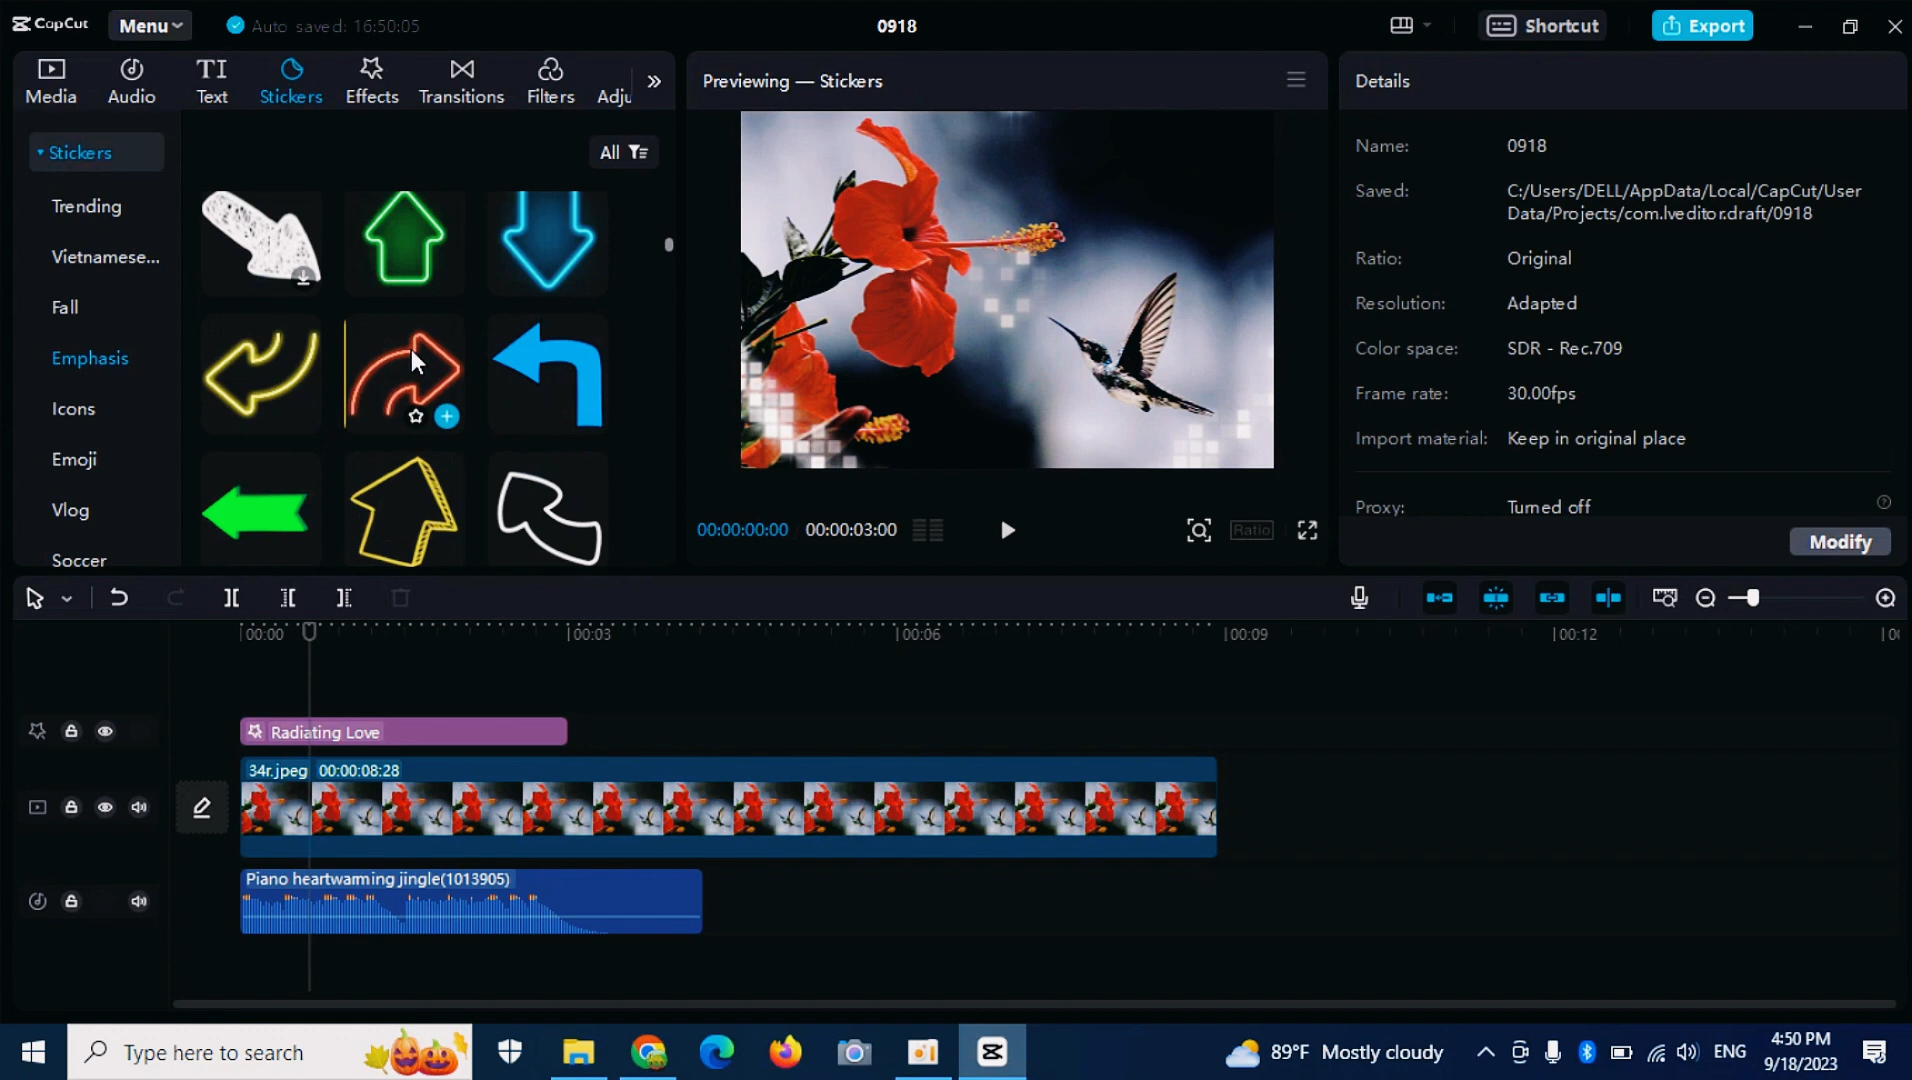 CapCut
Menu
Auto saved: 16:50:05
0918
Shortcut
Export
Media
Audio
TI
Text
Stickers
Effects
Transitions
Filters
Adju
Previewing — Stickers
Details
Stickers
All
Trending
Vietnamese...
Fall
Emphasis
Icons
Emoji
Vlog
Soccer
Name:
0918
Saved:
C:/Users/DELL/AppData/Local/CapCut/User
Data/Projects/com.lveditor.draft/0918
Ratio:
Original
Resolution:
Adapted
Color space:
SDR - Rec.709
Frame rate:
30.00fps
Import material:
Keep in original place
Proxy:
Turned off
Modify
00:00:00:00
00:00:03:00
Ratio
00:00
00:03
00:06
00:09
00:12
Radiating Love
34r.jpeg 00:00:08:28
Piano heartwarming jingle(1013905)
Type here to search
89°F Mostly cloudy
ENG
4:50 PM
9/18/2023